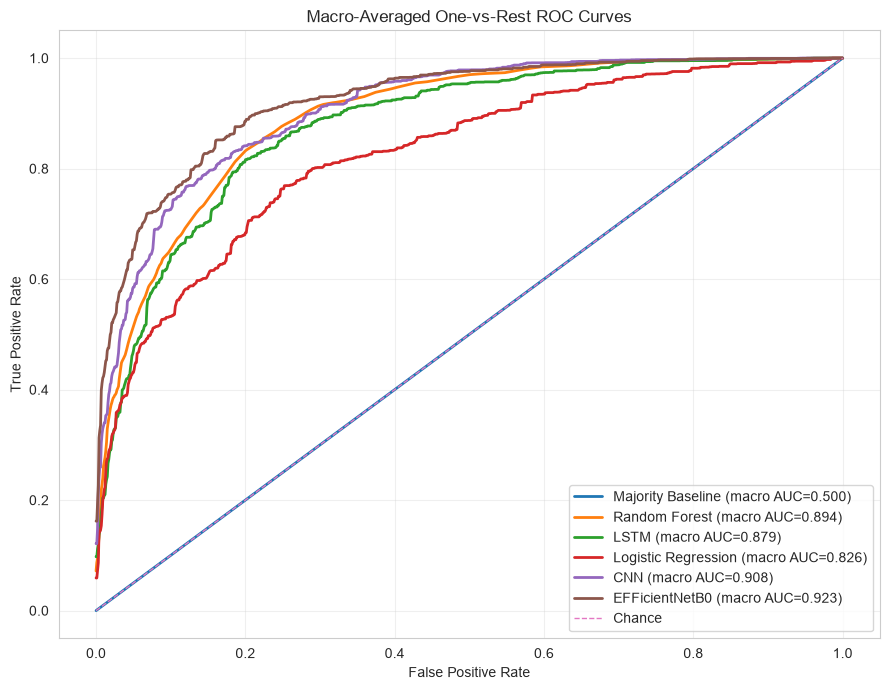 Macro-Averaged One-vs-Rest ROC Curves
1.0
0.8
0.6
0.4
0.2
0.0
True Positive Rate
Majority Baseline (macro AUC=0.500)
Random Forest (macro AUC=0.894)
LSTM (macro AUC=0.879)
Logistic Regression (macro AUC=0.826)
CNN (macro AUC=0.908)
EFFicientNetB0 (macro AUC=0.923)
Chance
0.0 0.2 0.4 0.6 0.8 1.0
False Positive Rate